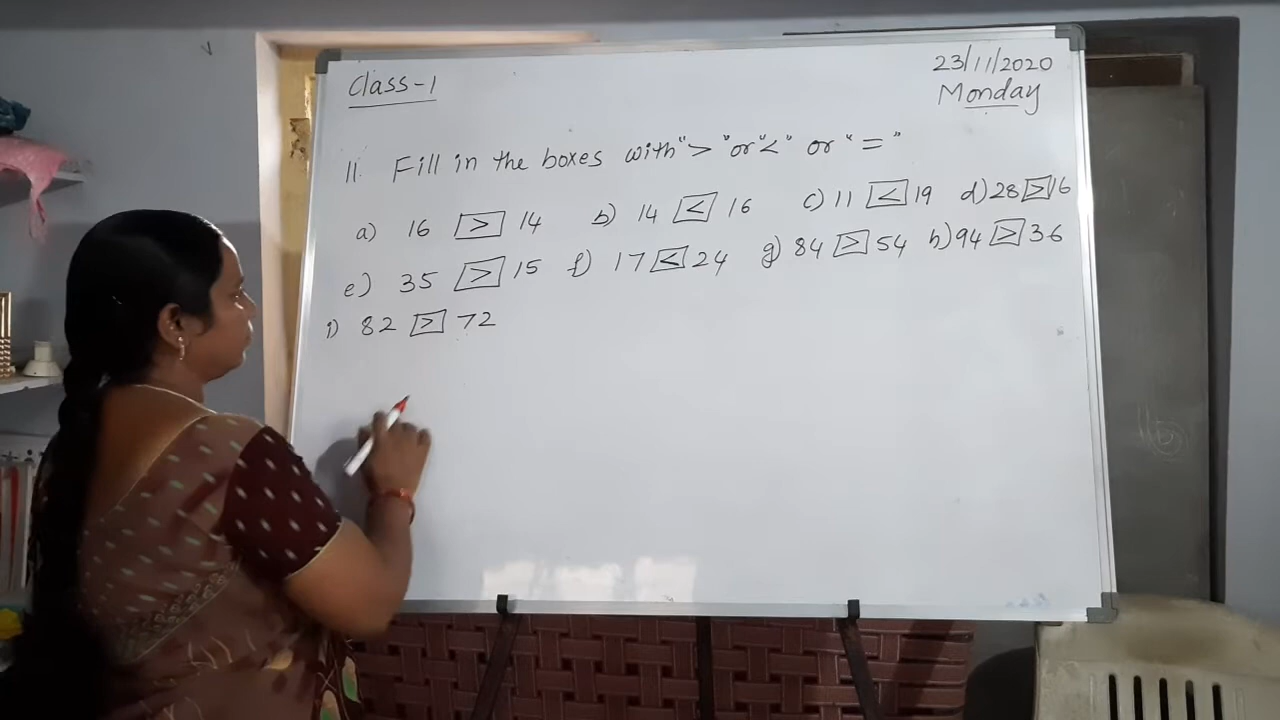 Class-1
23/11/2020
Monday
II. Fill in the boxes with ">" or "<" or "="
a) 16 > 14 b) 14 < 16 c) 11 < 19 d) 28 > 16
e) 35 > 15 f) 17 < 24 g) 84 > 54 h) 94 > 36
i) 82 > 72